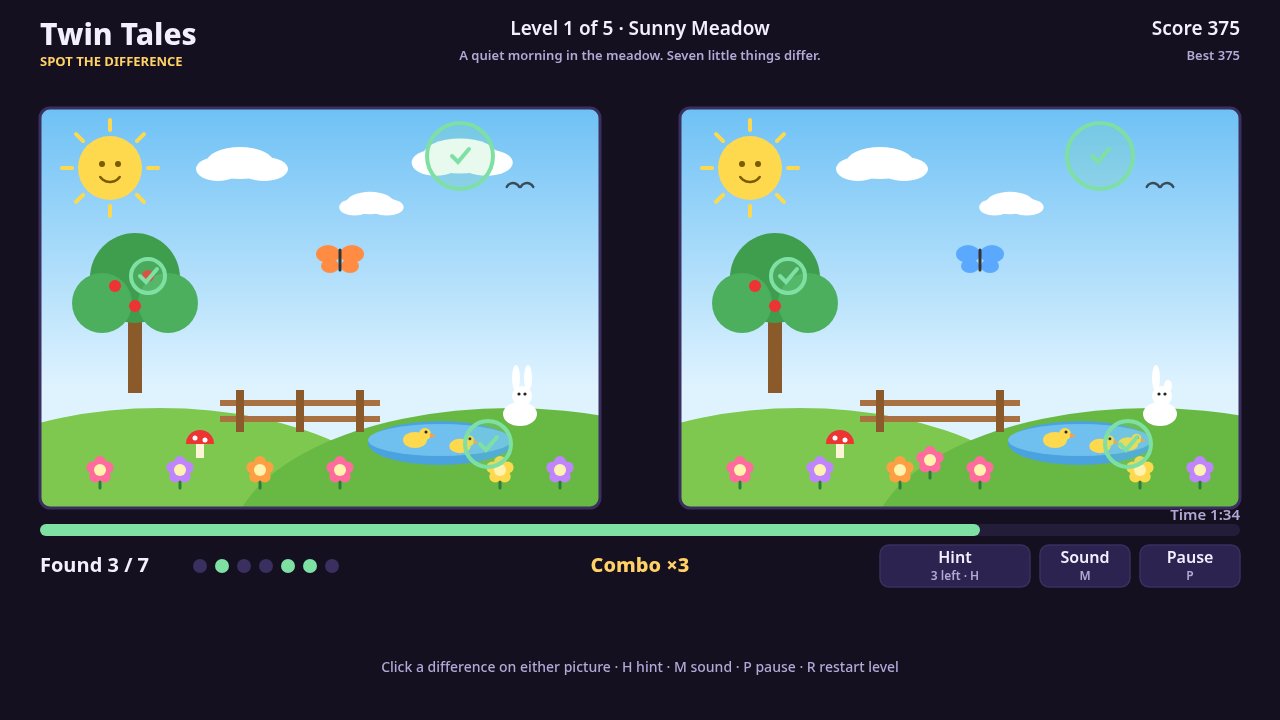 Twin Tales
SPOT THE DIFFERENCE
Level 1 of 5 · Sunny Meadow
A quiet morning in the meadow. Seven little things differ.
Score 375
Best 375
Time 1:34
Found 3 / 7
Combo ×3
Hint
3 left · H
Sound
M
Pause
P
Click a difference on either picture · H hint · M sound · P pause · R restart level